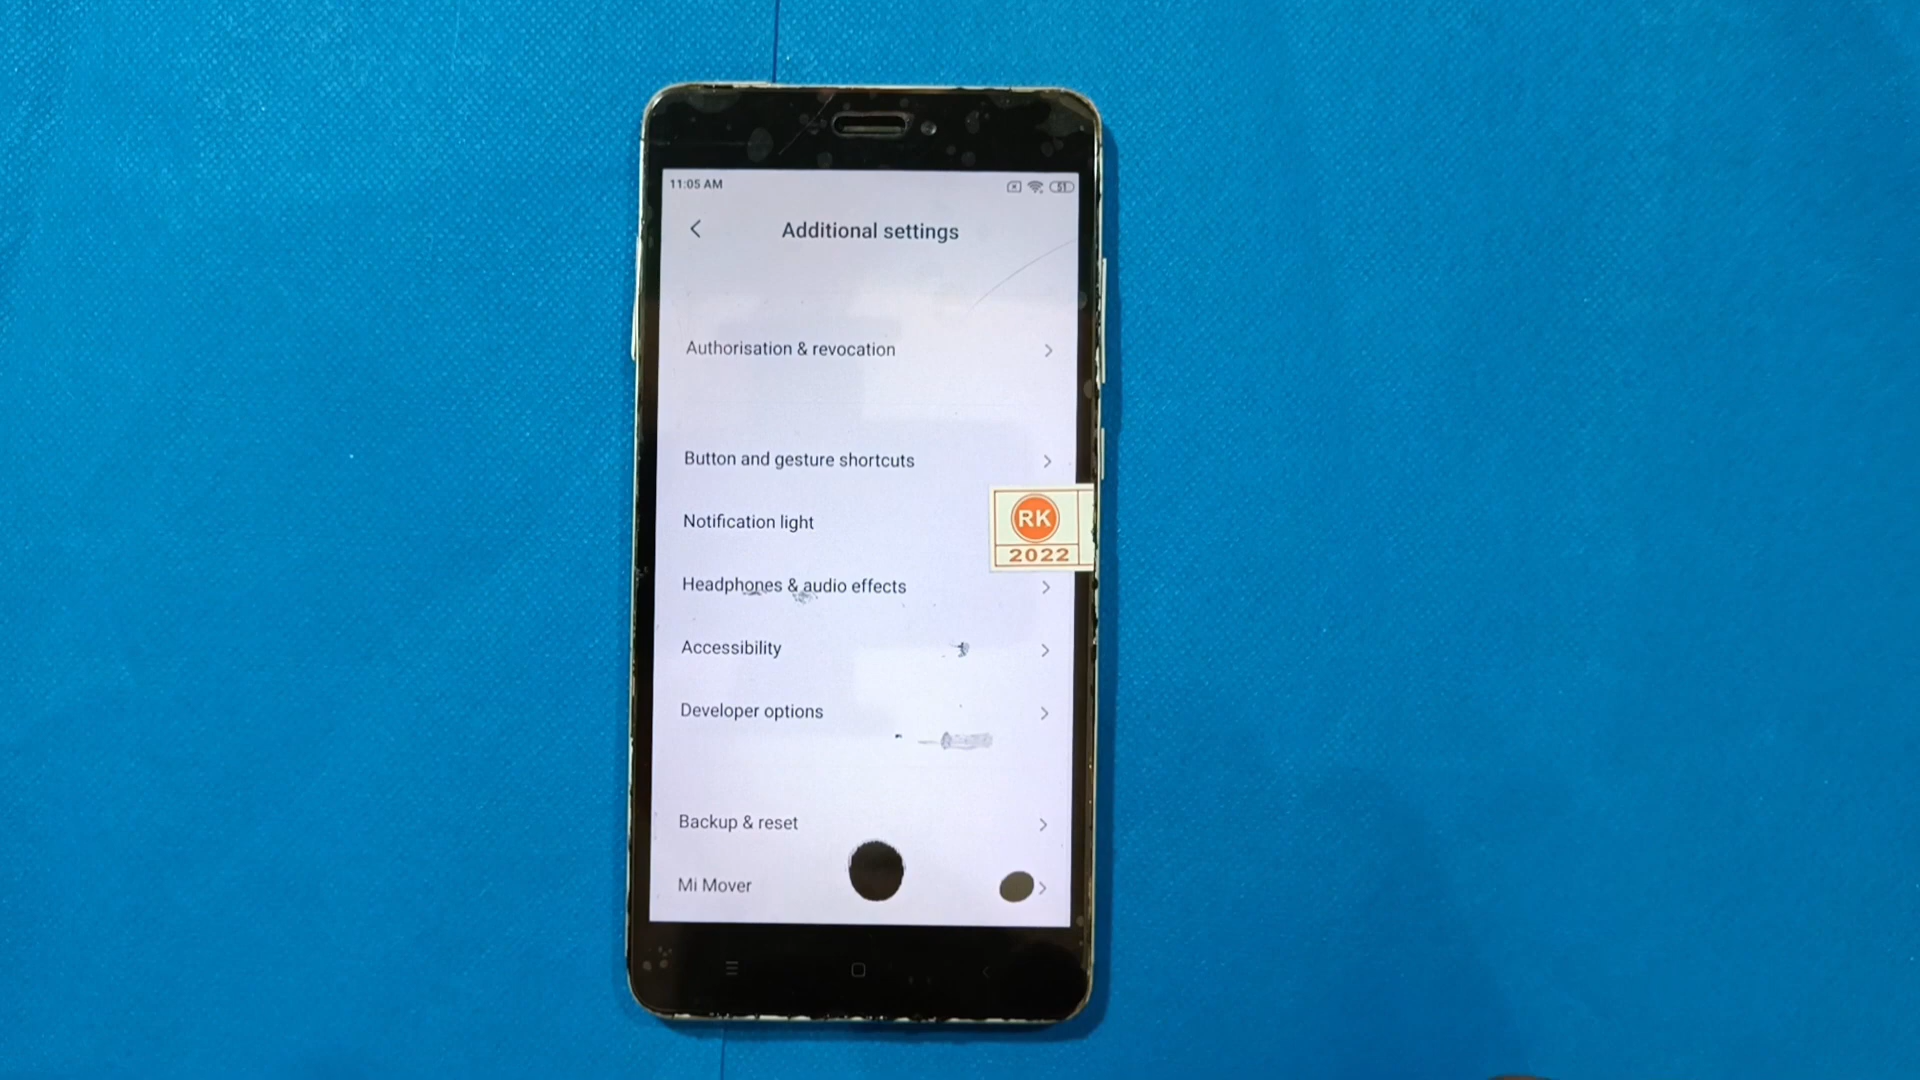 11:05 AM
51
Additional settings
Authorisation & revocation
Button and gesture shortcuts
Notification light
RK
2022
Headphones & audio effects
Accessibility
Developer options
Backup & reset
Mi Mover